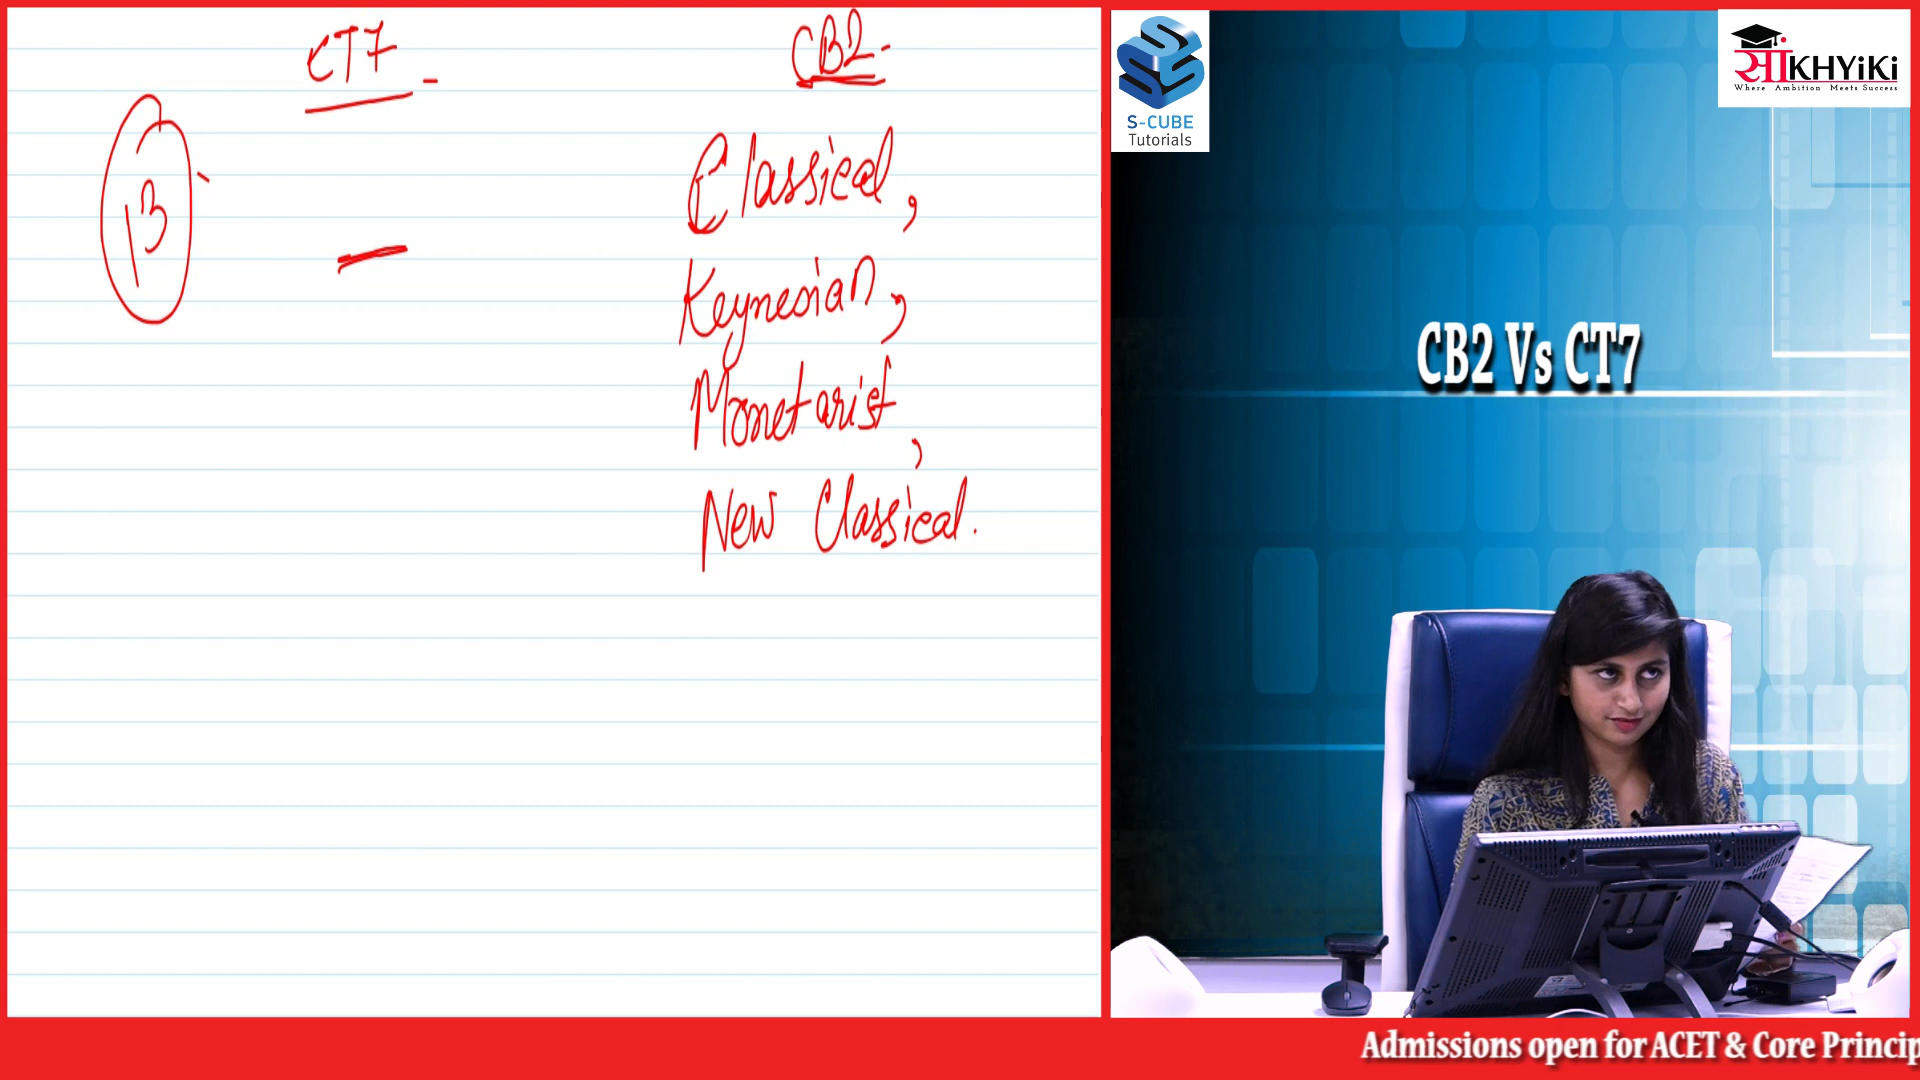 CT7 -
CB2 -
13
Classical,
Keynesian,
Monetarist,
New Classical.
S-CUBE
Tutorials
सांKHYiKi
Where Ambition Meets Success
CB2 Vs CT7
Admissions open for ACET & Core Princip